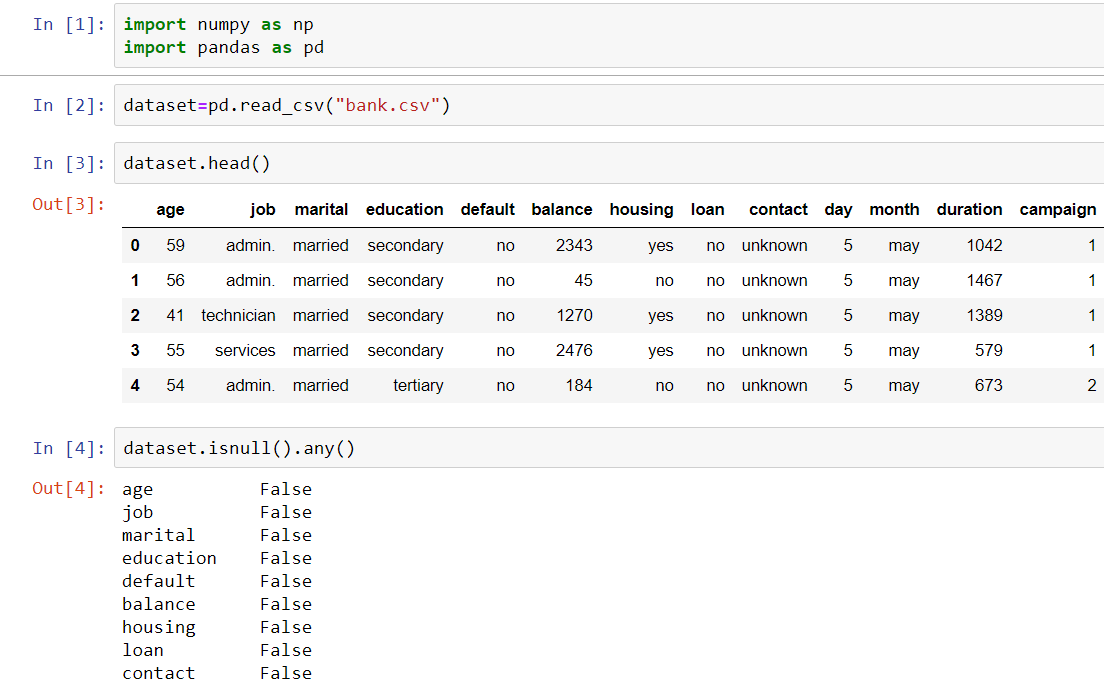 In [1]: import numpy as np
import pandas as pd
In [2]: dataset=pd.read_csv("bank.csv")
In [3]: dataset.head()
Out[3]:
age job marital education default balance housing loan contact day month duration campaign
0 59 admin. married secondary no 2343 yes no unknown 5 may 1042 1
1 56 admin. married secondary no 45 no no unknown 5 may 1467 1
2 41 technician married secondary no 1270 yes no unknown 5 may 1389 1
3 55 services married secondary no 2476 yes no unknown 5 may 579 1
4 54 admin. married tertiary no 184 no no unknown 5 may 673 2
In [4]: dataset.isnull().any()
Out[4]: age False
job False
marital False
education False
default False
balance False
housing False
loan False
contact False